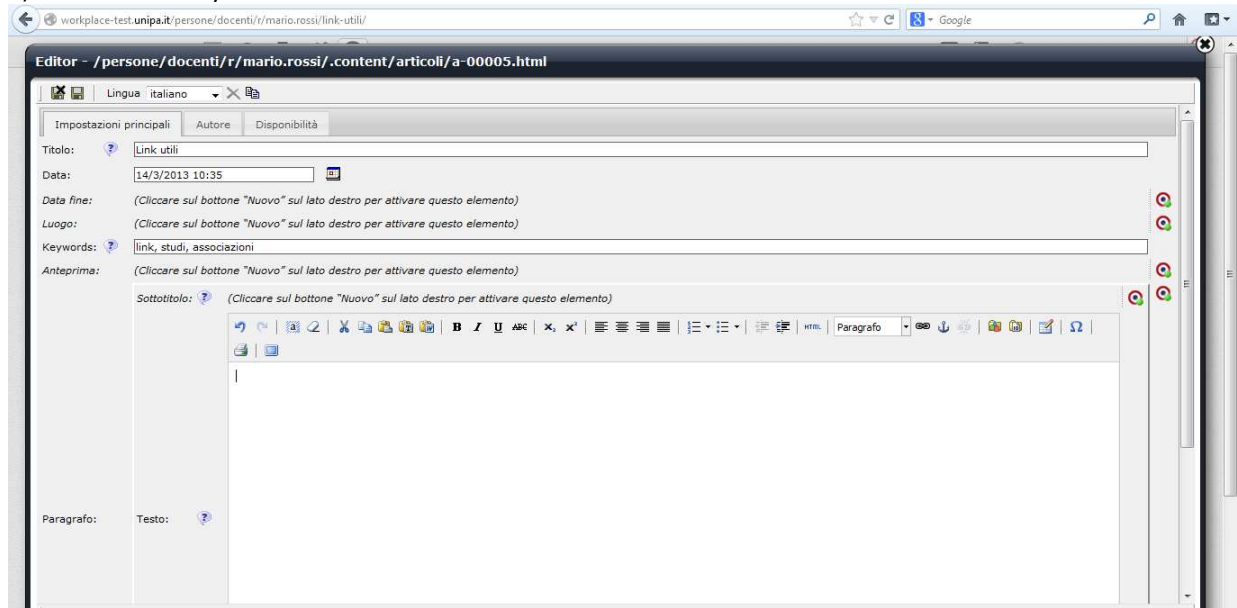 workplace-test.unipa.it/persone/docenti/r/mario.rossi/link-utili/
Google
Editor - /persone/docenti/r/mario.rossi/.content/articoli/a-00005.html
Lingua italiano
Impostazioni principali Autore Disponibilità
Titolo: Link utili
Data: 14/3/2013 10:35
Data fine: (Cliccare sul bottone "Nuovo" sul lato destro per attivare questo elemento)
Luogo: (Cliccare sul bottone "Nuovo" sul lato destro per attivare questo elemento)
Keywords: link, studi, associazioni
Anteprima: (Cliccare sul bottone "Nuovo" sul lato destro per attivare questo elemento)
Sottotitolo: (Cliccare sul bottone "Nuovo" sul lato destro per attivare questo elemento)
B I U ABC x, x² HTML Paragrafo Ω
Paragrafo: Testo: